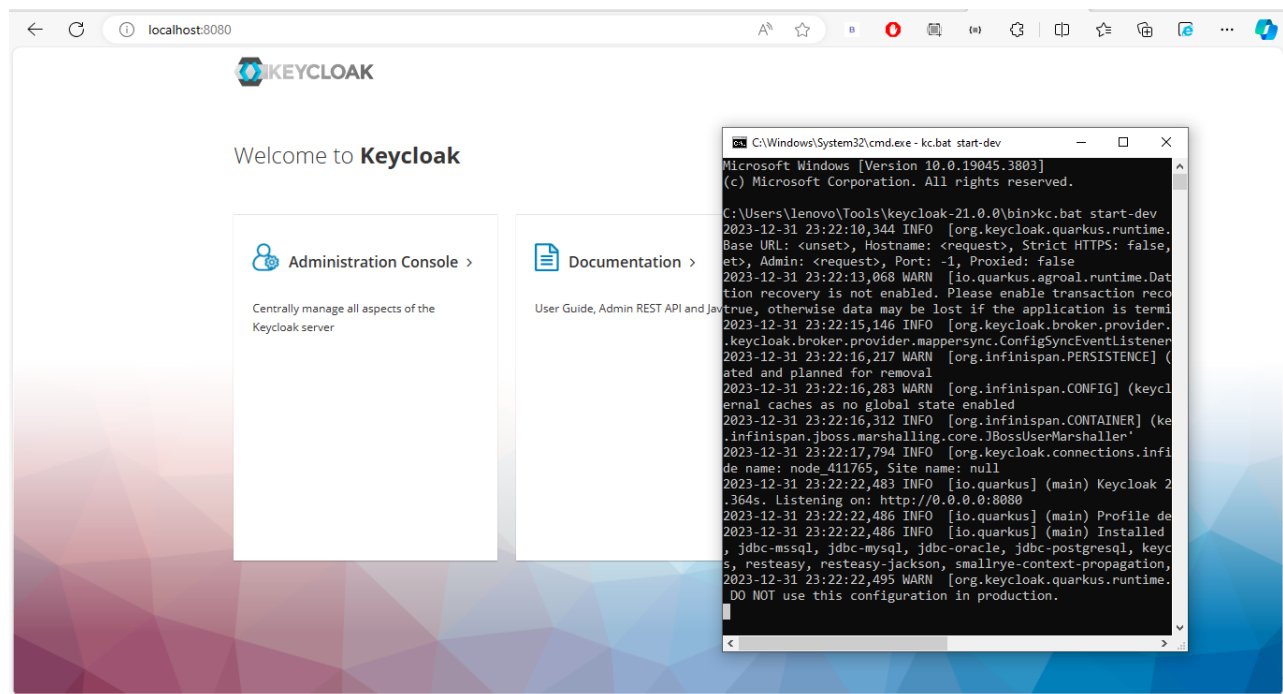 localhost:8080
KEYCLOAK
Welcome to Keycloak
Administration Console >
Centrally manage all aspects of the
Keycloak server
Documentation >
User Guide, Admin REST API and Jav
C:\Windows\System32\cmd.exe - kc.bat start-dev
Microsoft Windows [Version 10.0.19045.3803]
(c) Microsoft Corporation. All rights reserved.
C:\Users\lenovo\Tools\keycloak-21.0.0\bin>kc.bat start-dev
2023-12-31 23:22:10,344 INFO [org.keycloak.quarkus.runtime.
Base URL: <unset>, Hostname: <request>, Strict HTTPS: false,
et>, Admin: <request>, Port: -1, Proxied: false
2023-12-31 23:22:13,068 WARN [io.quarkus.agroal.runtime.Dat
tion recovery is not enabled. Please enable transaction reco
true, otherwise data may be lost if the application is termi
2023-12-31 23:22:15,146 INFO [org.keycloak.broker.provider.
.keycloak.broker.provider.mappersync.ConfigSyncEventListener
2023-12-31 23:22:16,217 WARN [org.infinispan.PERSISTENCE] (
ated and planned for removal
2023-12-31 23:22:16,283 WARN [org.infinispan.CONFIG] (keycl
ernal caches as no global state enabled
2023-12-31 23:22:16,312 INFO [org.infinispan.CONTAINER] (ke
.infinispan.jboss.marshalling.core.JBossUserMarshaller'
2023-12-31 23:22:17,794 INFO [org.keycloak.connections.infi
de name: node_411765, Site name: null
2023-12-31 23:22:22,483 INFO [io.quarkus] (main) Keycloak 2
.364s. Listening on: http://0.0.0.0:8080
2023-12-31 23:22:22,486 INFO [io.quarkus] (main) Profile de
2023-12-31 23:22:22,486 INFO [io.quarkus] (main) Installed
, jdbc-mssql, jdbc-mysql, jdbc-oracle, jdbc-postgresql, keyc
s, resteasy, resteasy-jackson, smallrye-context-propagation,
2023-12-31 23:22:22,495 WARN [org.keycloak.quarkus.runtime.
DO NOT use this configuration in production.